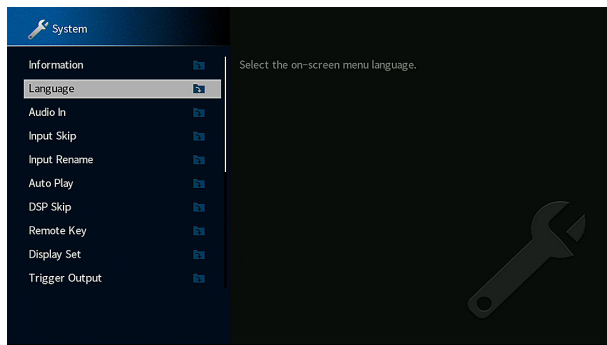 System
Information
Language
Audio In
Input Skip
Input Rename
Auto Play
DSP Skip
Remote Key
Display Set
Trigger Output
Select the on-screen menu language.